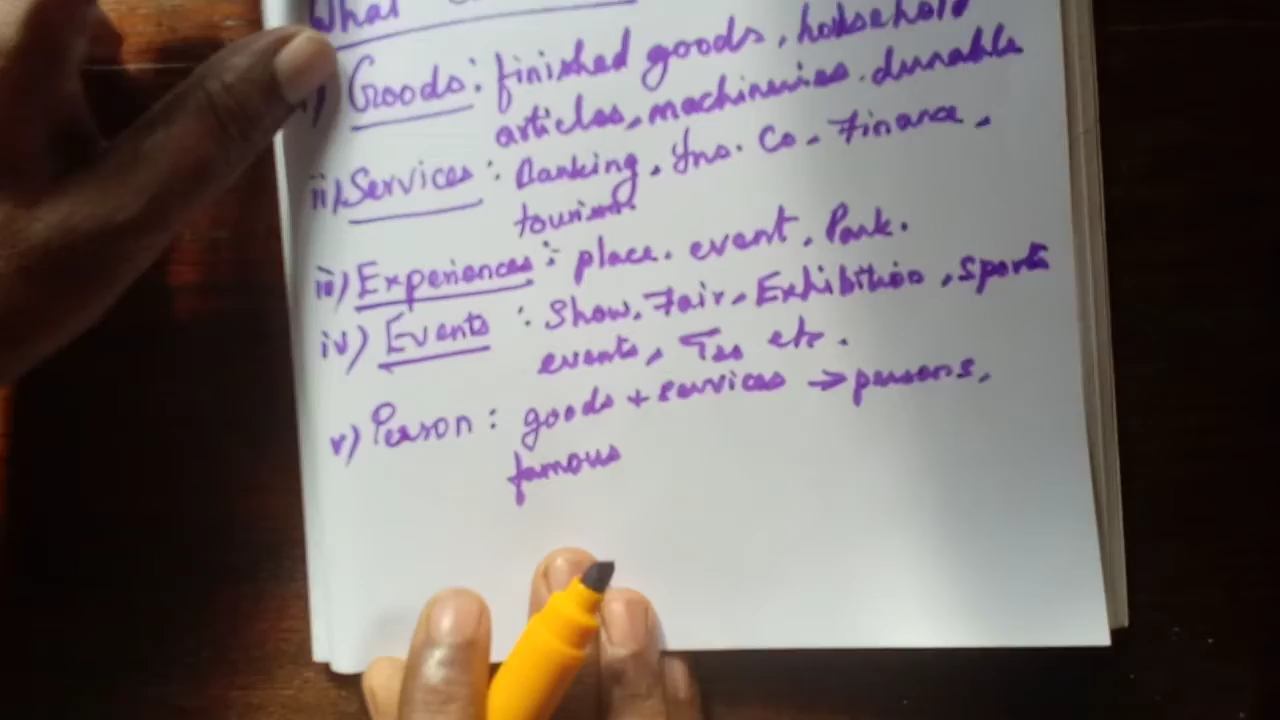 What
i) Goods : finished goods, household
articles, machineries. durable
ii) Services : Banking, Ins. Co. Finance,
tourism
iii) Experiences : place. event, Park.
iv) Events : Show, Fair, Exhibition, Sports
events, etc.
v) Person : goods + services → persons,
famous